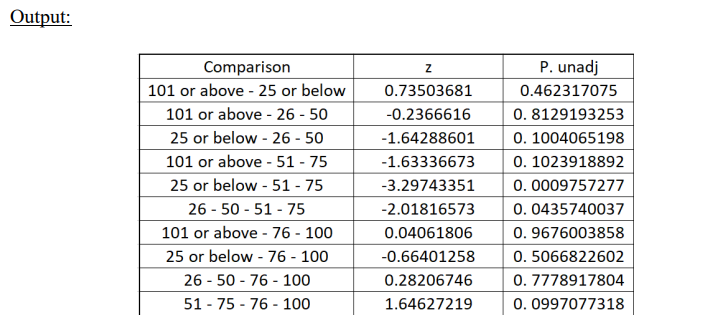 Output:
Comparison z P. unadj
101 or above - 25 or below 0.73503681 0.462317075
101 or above - 26 - 50 -0.2366616 0. 8129193253
25 or below - 26 - 50 -1.64288601 0. 1004065198
101 or above - 51 - 75 -1.63336673 0. 1023918892
25 or below - 51 - 75 -3.29743351 0. 0009757277
26 - 50 - 51 - 75 -2.01816573 0. 0435740037
101 or above - 76 - 100 0.04061806 0. 9676003858
25 or below - 76 - 100 -0.66401258 0. 5066822602
26 - 50 - 76 - 100 0.28206746 0. 7778917804
51 - 75 - 76 - 100 1.64627219 0. 0997077318